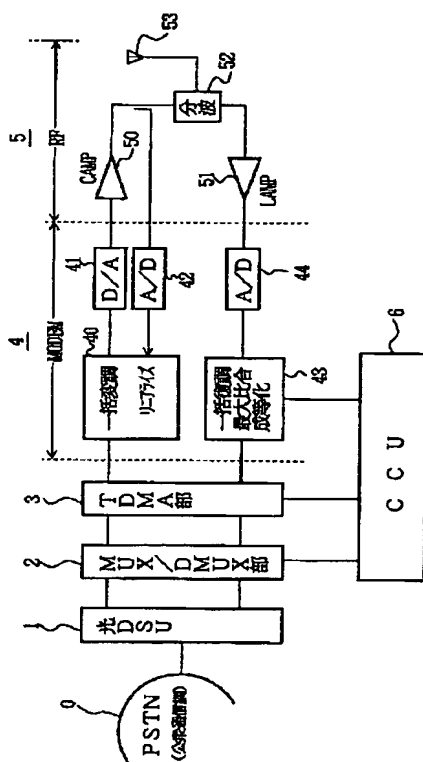 4
MODEM
5
RF
53
CAMP
50
52
分波
40
一括変調
リニアライズ
41
D/A
A/D
42
51
LAMP
一括復調
最大比合
成等化
43
A/D
44
3
TDMA部
2
MUX/DMUX部
1
光DSU
0
PSTN
(公衆通信網)
6
CCU